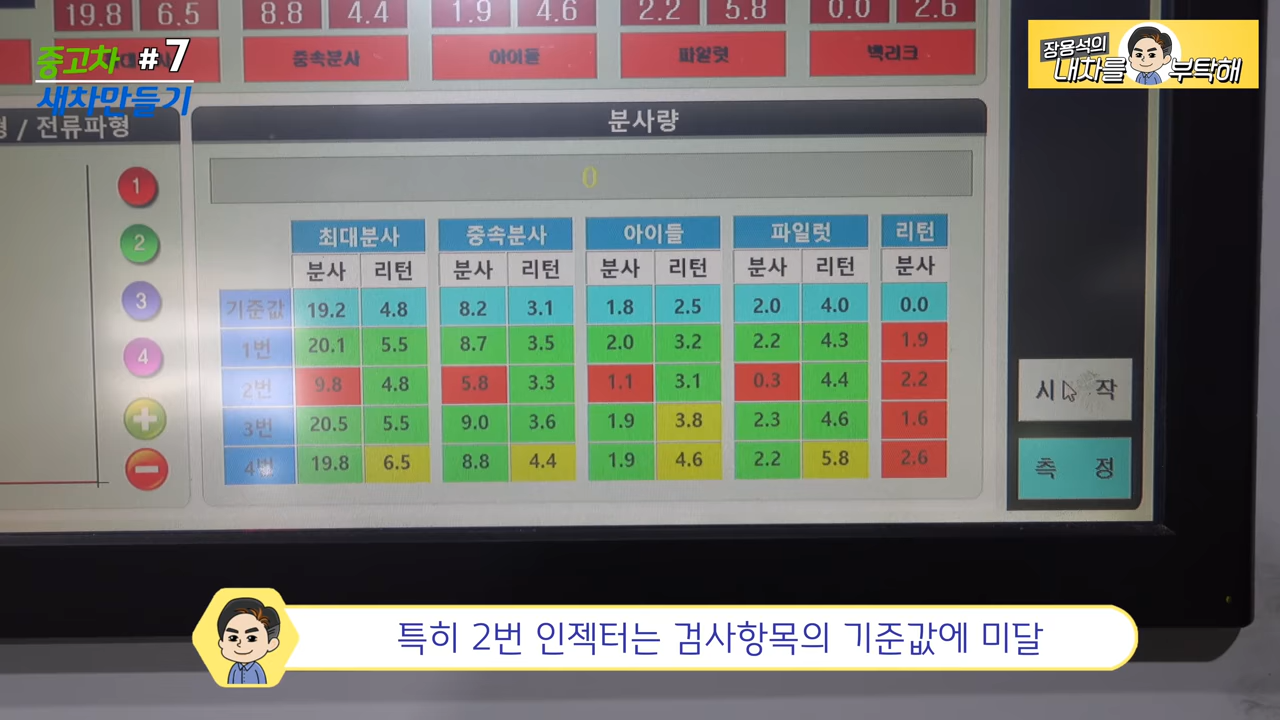 19.8 6.5 8.8 4.4 1.9 4.6 2.2 5.8 0.0 2.6
중속분사 아이들 파일럿 백리크
중고차 #7
새차만들기
장용석의
내차를 부탁해
/ 전류파형
분사량
0
1
2
3
4
최대분사 중속분사 아이들 파일럿 리턴
분사 리턴 분사 리턴 분사 리턴 분사 리턴 분사
기준값 19.2 4.8 8.2 3.1 1.8 2.5 2.0 4.0 0.0
1번 20.1 5.5 8.7 3.5 2.0 3.2 2.2 4.3 1.9
2번 9.8 4.8 5.8 3.3 1.1 3.1 0.3 4.4 2.2
3번 20.5 5.5 9.0 3.6 1.9 3.8 2.3 4.6 1.6
4번 19.8 6.5 8.8 4.4 1.9 4.6 2.2 5.8 2.6
시 작
측 정
특히 2번 인젝터는 검사항목의 기준값에 미달